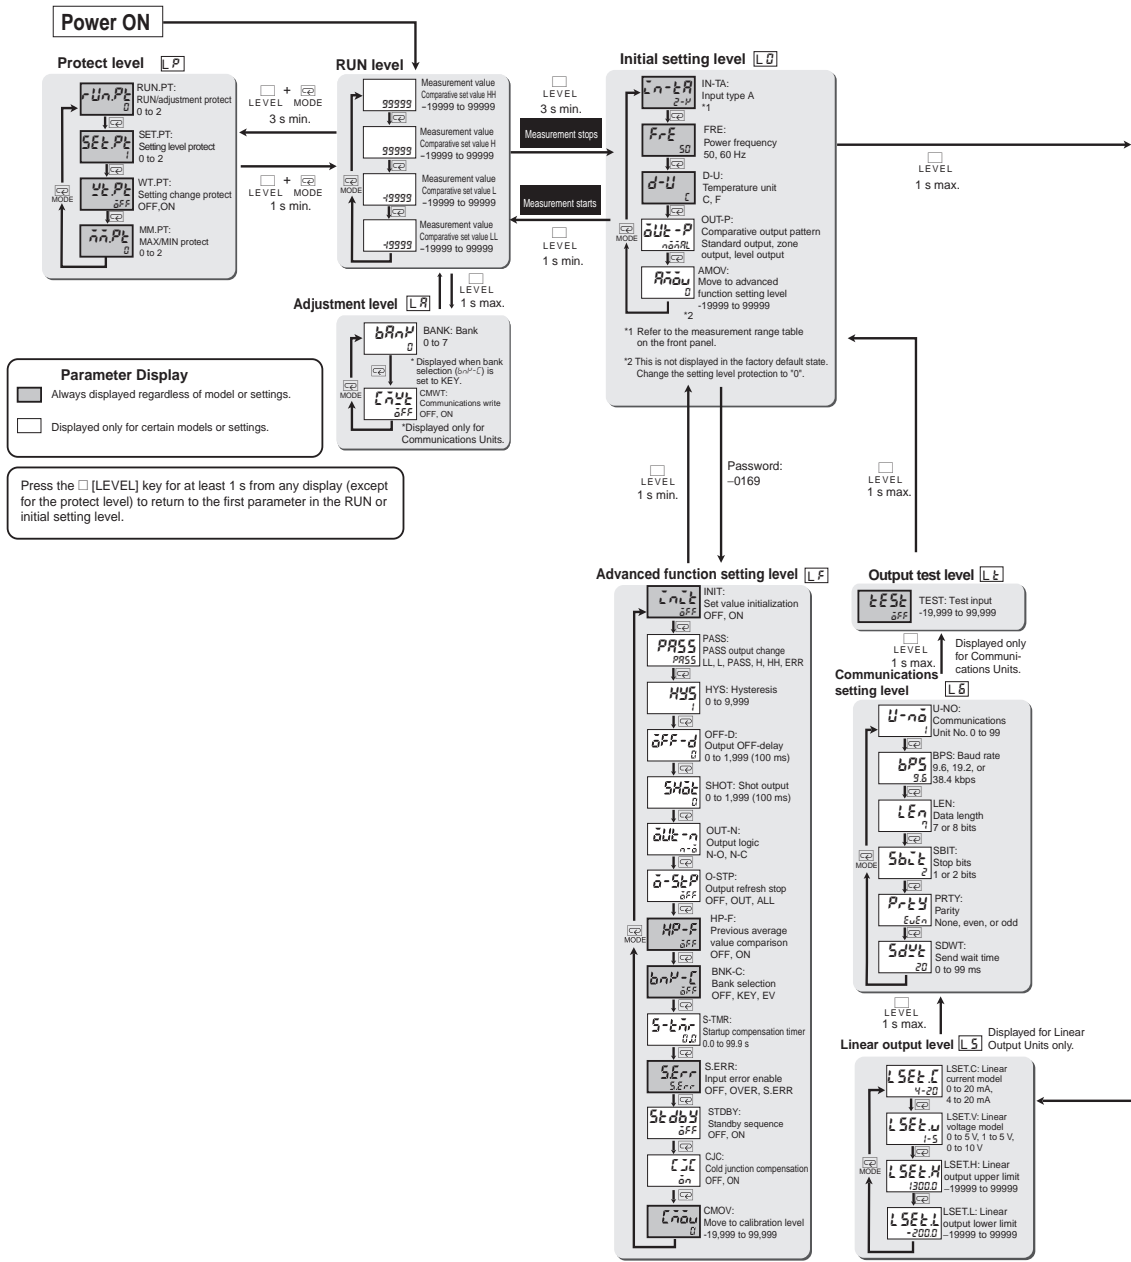 Power ON
Protect level LP
RUN.PT:
RUN/adjustment protect
0 to 2
SET.PT:
Setting level protect
0 to 2
WT.PT:
Setting change protect
OFF,ON
MM.PT:
MAX/MIN protect
0 to 2
MODE
LEVEL + MODE
3 s min.
LEVEL + MODE
1 s min.
RUN level
99999
Measurement value
Comparative set value HH
−19999 to 99999
99999
Measurement value
Comparative set value H
−19999 to 99999
-19999
Measurement value
Comparative set value L
−19999 to 99999
-19999
Measurement value
Comparative set value LL
−19999 to 99999
MODE
LEVEL
3 s min.
Measurement stops
Measurement starts
LEVEL
1 s min.
LEVEL
1 s max.
Initial setting level L0
IN-TA:
Input type A
*1
FRE:
Power frequency
50, 60 Hz
D-U:
Temperature unit
C, F
OUT-P:
Comparative output pattern
Standard output, zone
output, level output
AMOV:
Move to advanced
function setting level
-19999 to 99999
*2
MODE
*1 Refer to the measurement range table
on the front panel.
*2 This is not displayed in the factory default state.
Change the setting level protection to "0".
LEVEL
1 s max.
Adjustment level LA
BANK: Bank
0 to 7
* Displayed when bank
selection (bnK-C) is
set to KEY.
CMWT:
Communications write
OFF, ON
*Displayed only for
Communications Units.
MODE
Parameter Display
Always displayed regardless of model or settings.
Displayed only for certain models or settings.
Press the □ [LEVEL] key for at least 1 s from any display (except
for the protect level) to return to the first parameter in the RUN or
initial setting level.
LEVEL
1 s min.
Password:
−0169
LEVEL
1 s max.
Advanced function setting level LF
INIT:
Set value initialization
OFF, ON
PASS:
PASS output change
LL, L, PASS, H, HH, ERR
HYS: Hysteresis
0 to 9,999
OFF-D:
Output OFF-delay
0 to 1,999 (100 ms)
SHOT: Shot output
0 to 1,999 (100 ms)
OUT-N:
Output logic
N-O, N-C
O-STP:
Output refresh stop
OFF, OUT, ALL
HP-F:
Previous average
value comparison
OFF, ON
BNK-C:
Bank selection
OFF, KEY, EV
S-TMR:
Startup compensation timer
0.0 to 99.9 s
S.ERR:
Input error enable
OFF, OVER, S.ERR
STDBY:
Standby sequence
OFF, ON
CJC:
Cold junction compensation
OFF, ON
CMOV:
Move to calibration level
-19,999 to 99,999
MODE
Output test level Lt
TEST: Test input
-19,999 to 99,999
LEVEL
1 s max.
Displayed only
for Communi-
cations Units.
Communications
setting level L6
U-NO:
Communications
Unit No. 0 to 99
BPS: Baud rate
9.6, 19.2, or
38.4 kbps
LEN:
Data length
7 or 8 bits
SBIT:
Stop bits
1 or 2 bits
PRTY:
Parity
None, even, or odd
SDWT:
Send wait time
0 to 99 ms
MODE
LEVEL
1 s max.
Linear output level L5
Displayed for Linear
Output Units only.
LSET.C: Linear
current model
0 to 20 mA,
4 to 20 mA
LSET.V: Linear
voltage model
0 to 5 V, 1 to 5 V,
0 to 10 V
LSET.H: Linear
output upper limit
−19999 to 99999
LSET.L: Linear
output lower limit
−19999 to 99999
MODE